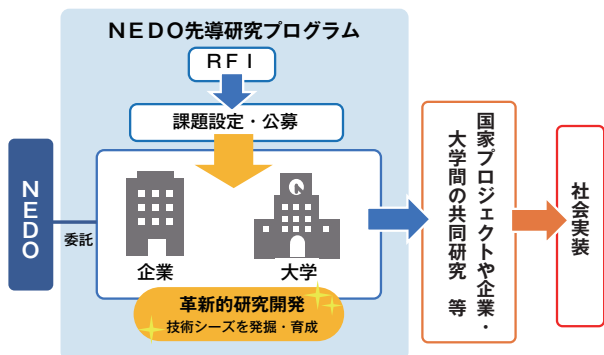 NEDO先導研究プログラム
RFI
課題設定・公募
NEDO
委託
企業
大学
革新的研究開発
技術シーズを発掘・育成
国家プロジェクトや企業・
大学間の共同研究 等
社会実装